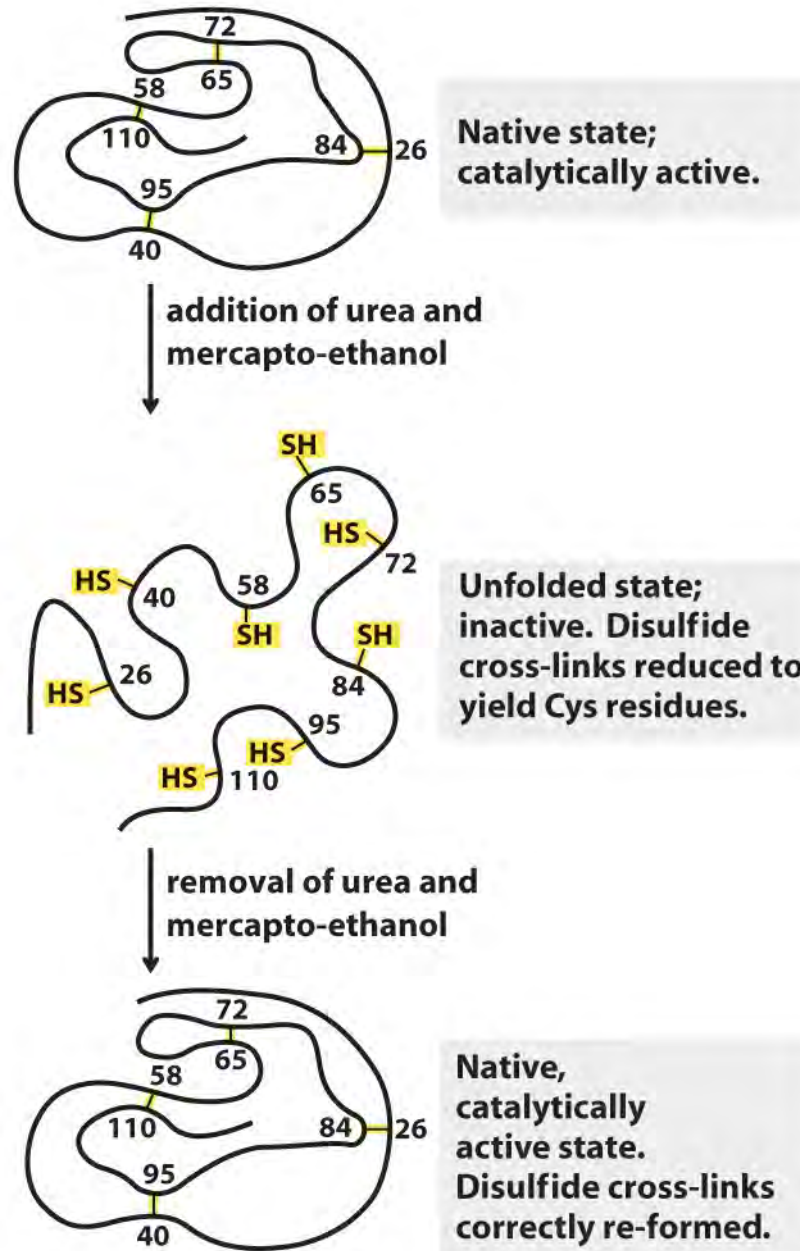 72
65
58
110
84
26
Native state;
catalytically active.
95
40
addition of urea and
mercapto-ethanol
SH
65
HS
72
HS
40
58
SH
Unfolded state;
inactive. Disulfide
cross-links reduced to
yield Cys residues.
SH
84
26
HS
95
HS
HS
110
removal of urea and
mercapto-ethanol
72
65
58
110
84
26
Native,
catalytically
active state.
Disulfide cross-links
correctly re-formed.
95
40